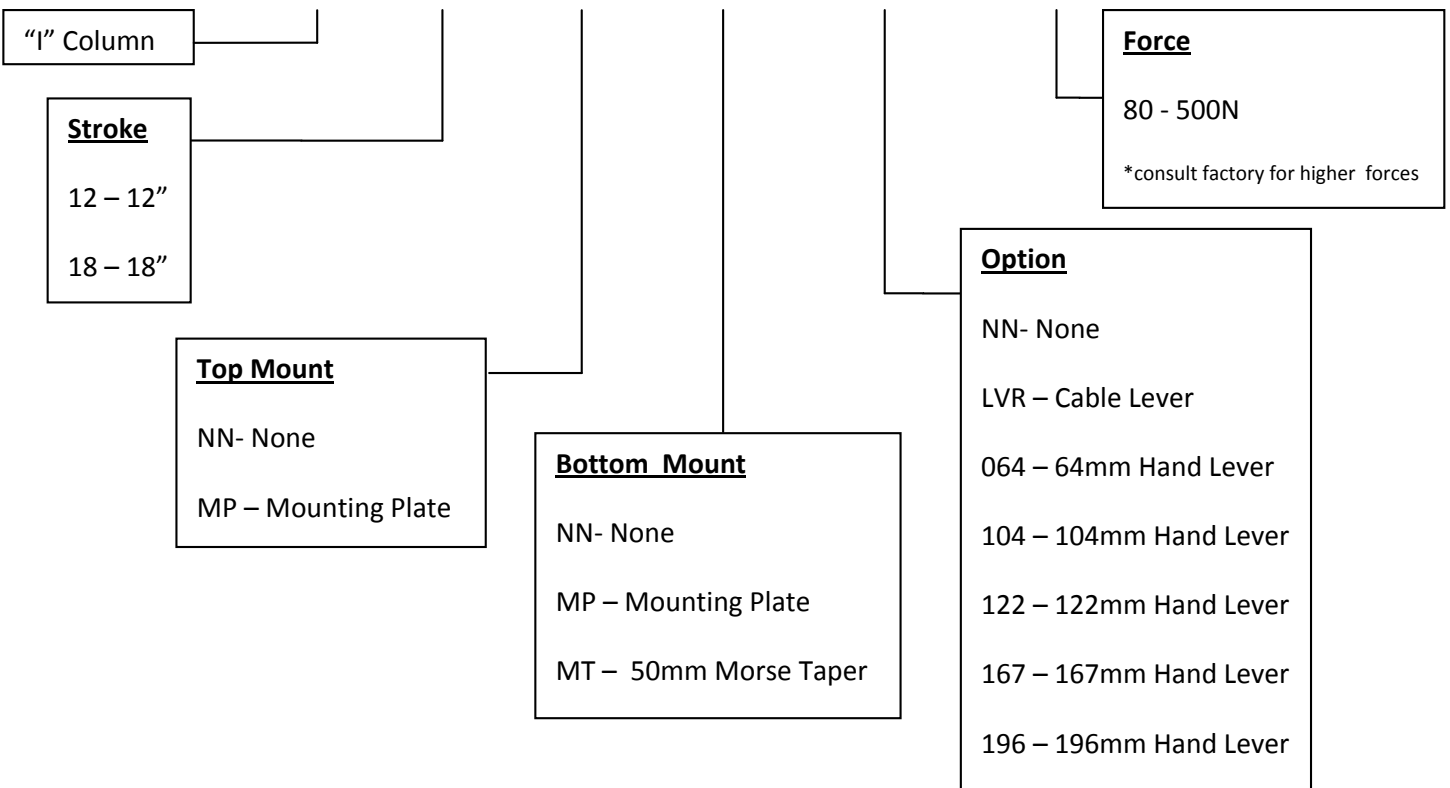 “I” Column
Stroke
12 – 12”
18 – 18”
Top Mount
NN- None
MP – Mounting Plate
Bottom Mount
NN- None
MP – Mounting Plate
MT – 50mm Morse Taper
Option
NN- None
LVR – Cable Lever
064 – 64mm Hand Lever
104 – 104mm Hand Lever
122 – 122mm Hand Lever
167 – 167mm Hand Lever
196 – 196mm Hand Lever
Force
80 - 500N
*consult factory for higher forces